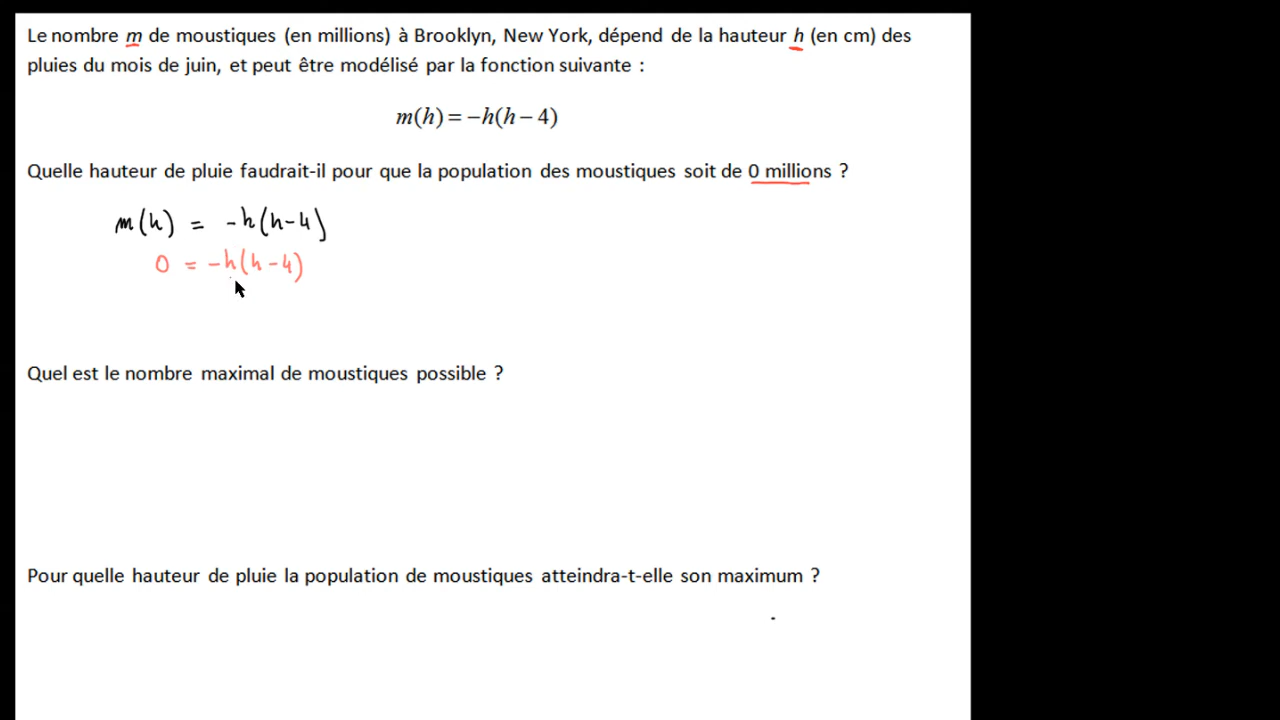 Le nombre m de moustiques (en millions) à Brooklyn, New York, dépend de la hauteur h (en cm) des
pluies du mois de juin, et peut être modélisé par la fonction suivante :
m(h) = −h(h − 4)
Quelle hauteur de pluie faudrait-il pour que la population des moustiques soit de 0 millions ?
m(h) = -h(h-4)
0 = -h(h-4)
Quel est le nombre maximal de moustiques possible ?
Pour quelle hauteur de pluie la population de moustiques atteindra-t-elle son maximum ?